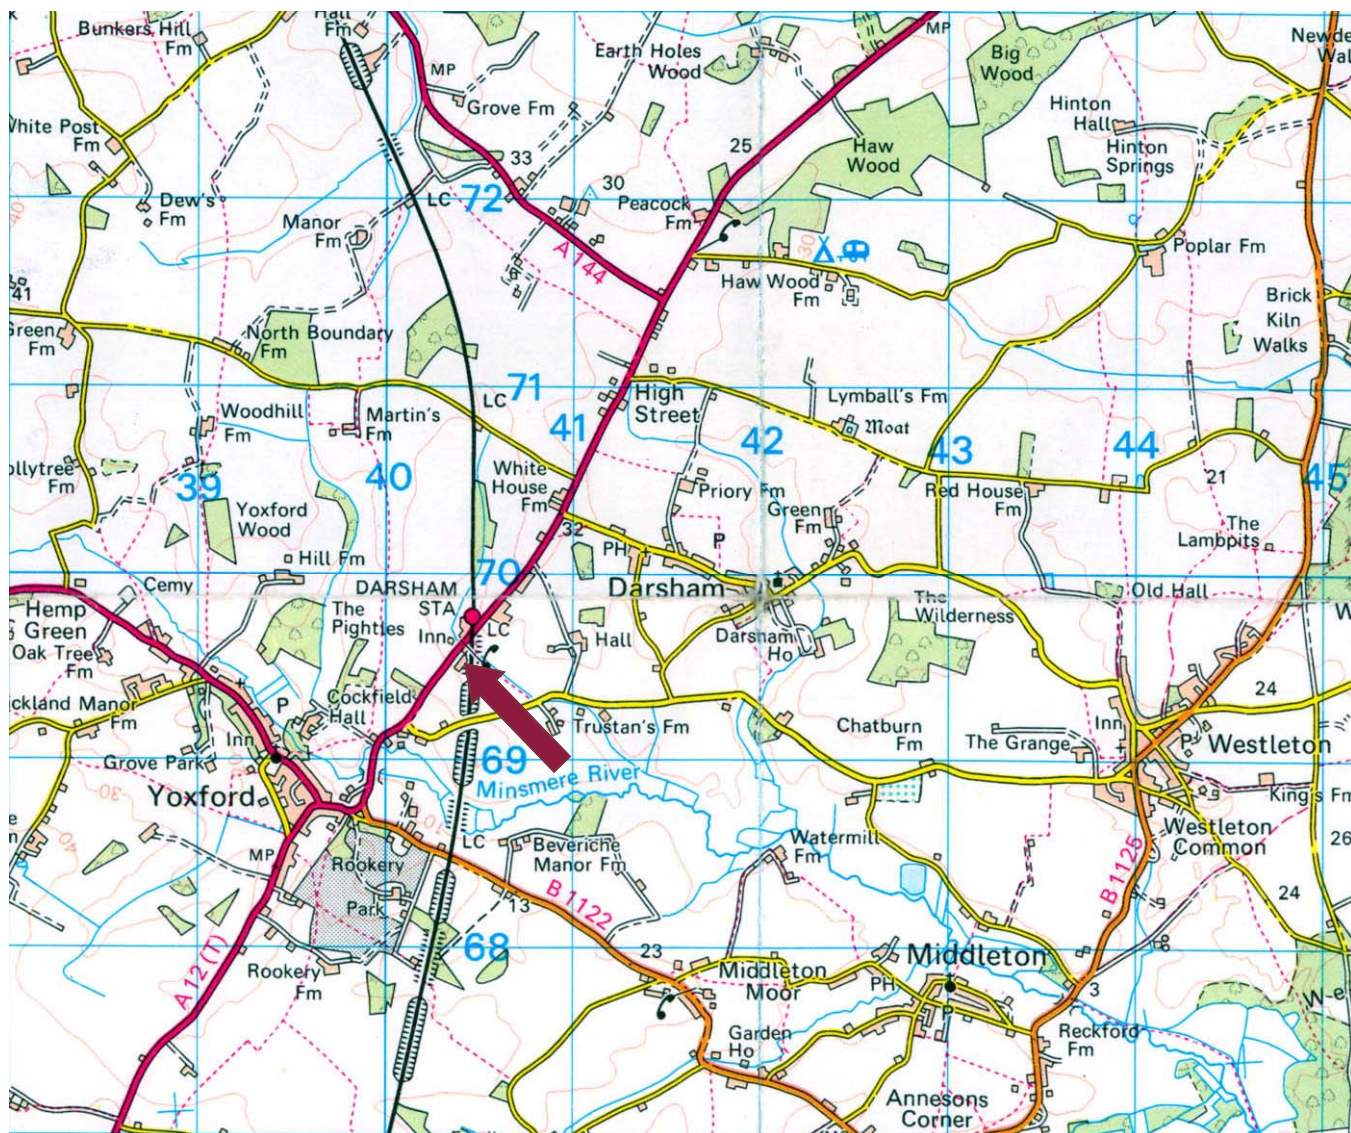 Hall
Fm
Bunkers Hill
Fm
MP
Earth Holes
Wood
Big
Wood
MP
Grove Fm
White Post
Fm
33
25
Hinton
Hall
Haw
Wood
Hinton
Springs
72
LC
30
Peacock
Fm
Dew's
Fm
40
Manor
Fm
A 144
30
Poplar Fm
Haw Wood
Fm
41
Brick
Kiln
Walks
Green
Fm
North Boundary
Fm
LC
71
High
Street
Lymball's Fm
Moat
Woodhill
Fm
Martin's
Fm
41
42
43
44
45
39
40
White
House
Fm
Priory Fm
Red House
Fm
21
Yoxford
Wood
Green
Fm
The
Lambpits
32
PH
P
Hill Fm
70
Cemy
DARSHAM
STA
Darsham
The
Wilderness
Old Hall
Hemp
Green
Oak Tree
Fm
The
Pightles
Inn
LC
Hall
Darsham
Ho
24
Cockfield
Hall
P
Trustan's Fm
Chatburn
Fm
The Grange
Inn
P
Westleton
Inn
Grove Park
69
Minsmere River
30
Yoxford
King's Fm
Westleton
Common
26
40
10
LC
Beveriche
Manor Fm
Watermill
Fm
MP
Rookery
Park
B 1122
B 1125
13
24
A 12 (T)
68
23
Middleton
Rookery
Fm
Middleton
Moor
PH
P
3
Garden
Ho
Reckford
Fm
Annesons
Corner